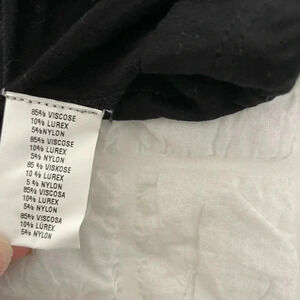 85% VISCOSE
10% LUREX
5%NYLON
85% VISCOSE
10% LUREX
5% NYLON
85 % VISKOSE
10 % LUREX
5 % NYLON
85% VISCOSA
10% LUREX
5% NYLON
85% VISCOSA
10% LUREX
5% NYLON